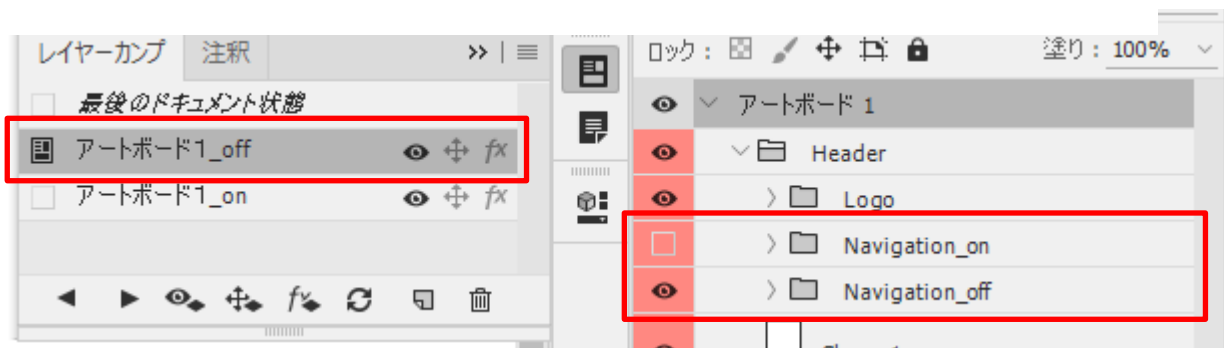 レイヤーカンプ 注釈
最後のドキュメント状態
アートボード1_off
fx
アートボード1_on
fx
ロック: 塗り: 100%
アートボード 1
Header
Logo
Navigation_on
Navigation_off